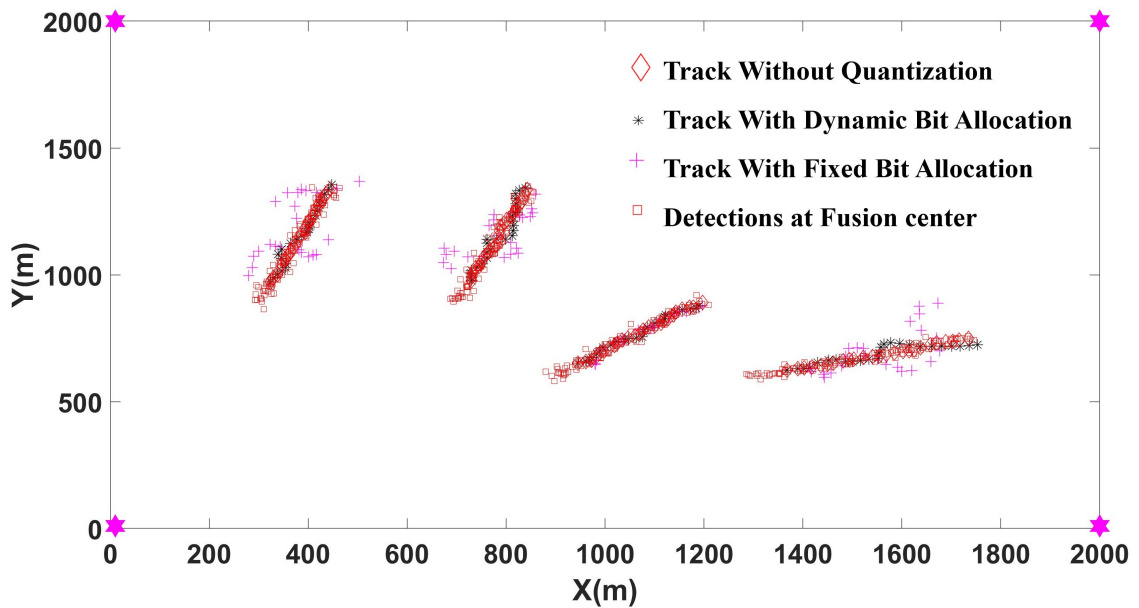 2000
Track Without Quantization
Track With Dynamic Bit Allocation
1500
Track With Fixed Bit Allocation
Detections at Fusion center
Y(m)
1000
500
0
0 200 400 600 800 1000 1200 1400 1600 1800 2000
X(m)